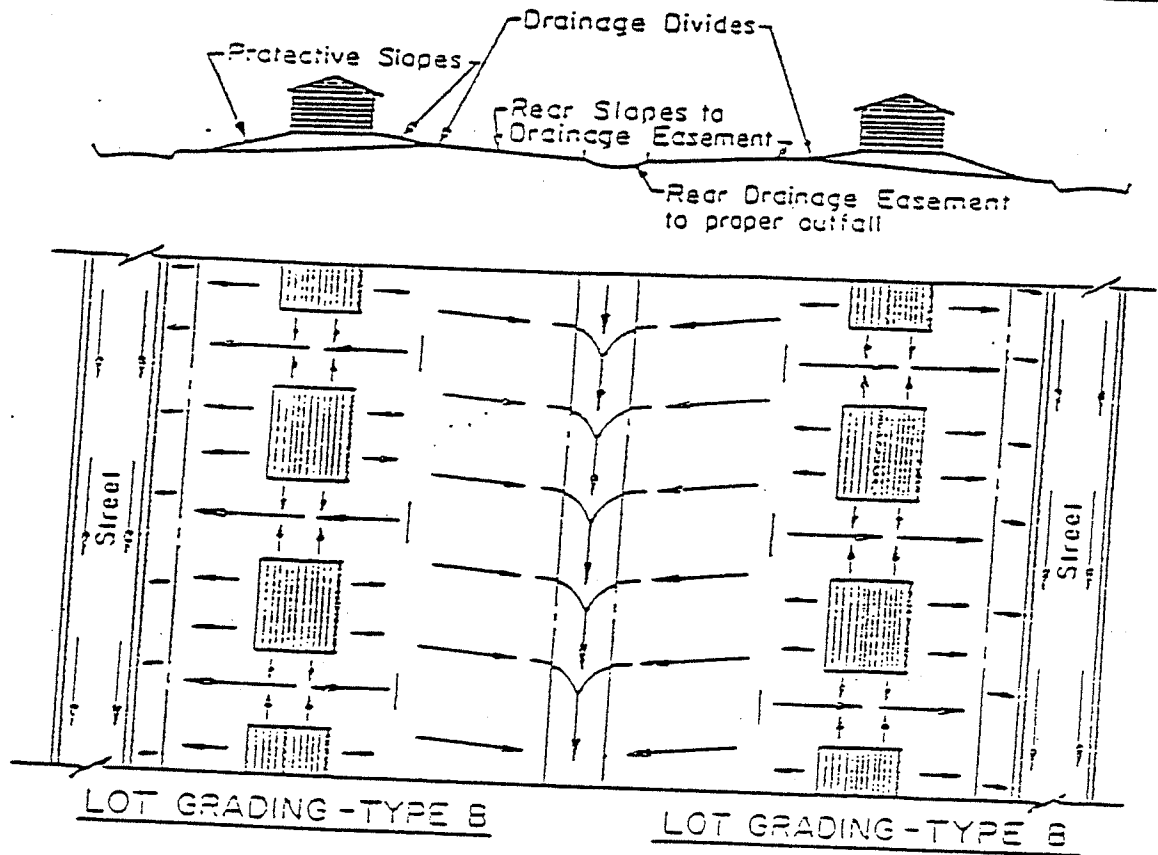 Drainage Divides
Protective Slopes
Rear Slopes to
Drainage Easement
Rear Drainage Easement
to proper outfall
Street
Street
LOT GRADING-TYPE B
LOT GRADING-TYPE B